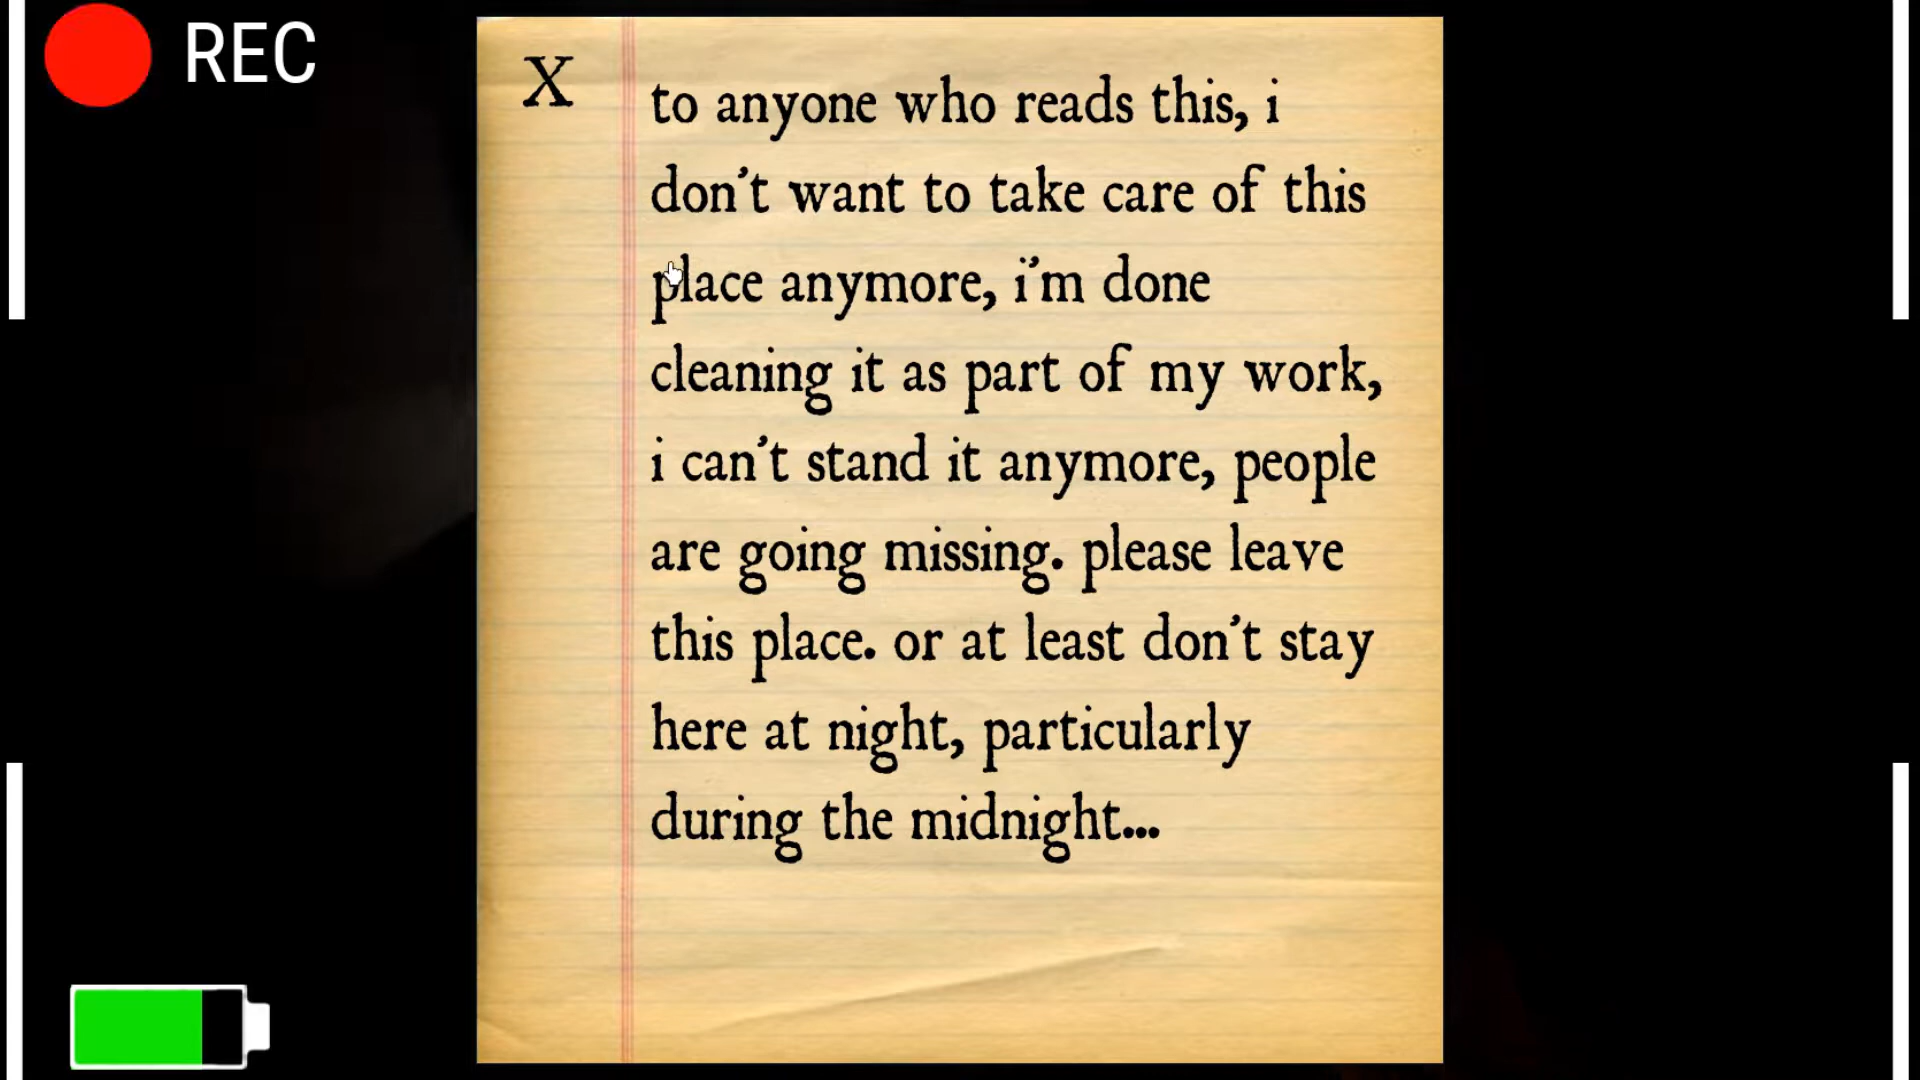 REC
X
to anyone who reads this, i
don't want to take care of this
place anymore, i'm done
cleaning it as part of my work,
i can't stand it anymore, people
are going missing. please leave
this place. or at least don't stay
here at night, particularly
during the midnight...